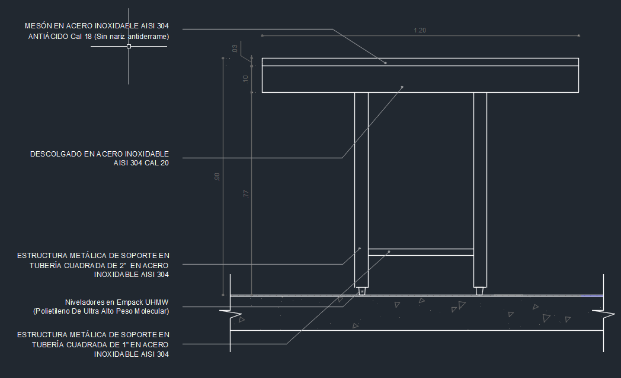 MESÓN EN ACERO INOXIDABLE AISI 304
ANTIÁCIDO Cal 18 (Sin nariz antiderrame)
1.20
.03
.10
DESCOLGADO EN ACERO INOXIDABLE
AISI 304 CAL 20
ESTRUCTURA METÁLICA DE SOPORTE EN
TUBERÍA CUADRADA DE 2" EN ACERO
INOXIDABLE AISI 304
Niveladores en Empack UHMW
(Polietileno De Ultra Alto Peso Molecular)
ESTRUCTURA METÁLICA DE SOPORTE EN
TUBERÍA CUADRADA DE 1" EN ACERO
INOXIDABLE AISI 304